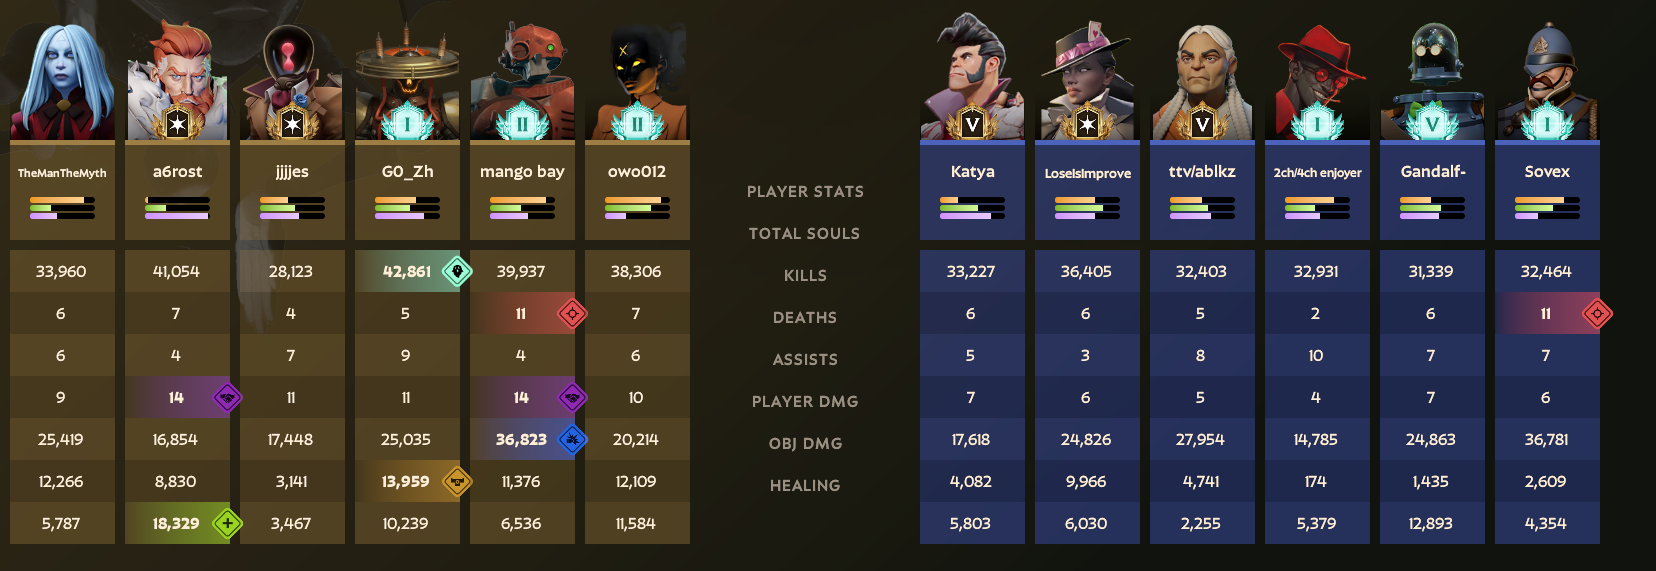 I II II V V I V I
TheManTheMyth a6rost jjjjes G0_Zh mango bay owo012 Katya LoseIsImprove ttv/ablkz 2ch/4ch enjoyer Gandalf- Sovex
PLAYER STATS
TOTAL SOULS
33,960 41,054 28,123 42,861 39,937 38,306 KILLS 33,227 36,405 32,403 32,931 31,339 32,464
6 7 4 5 11 7 DEATHS 6 6 5 2 6 11
6 4 7 9 4 6 ASSISTS 5 3 8 10 7 7
9 14 11 11 14 10 PLAYER DMG 7 6 5 4 7 6
25,419 16,854 17,448 25,035 36,823 20,214 OBJ DMG 17,618 24,826 27,954 14,785 24,863 36,781
12,266 8,830 3,141 13,959 11,376 12,109 HEALING 4,082 9,966 4,741 174 1,435 2,609
5,787 18,329 3,467 10,239 6,536 11,584 5,803 6,030 2,255 5,379 12,893 4,354